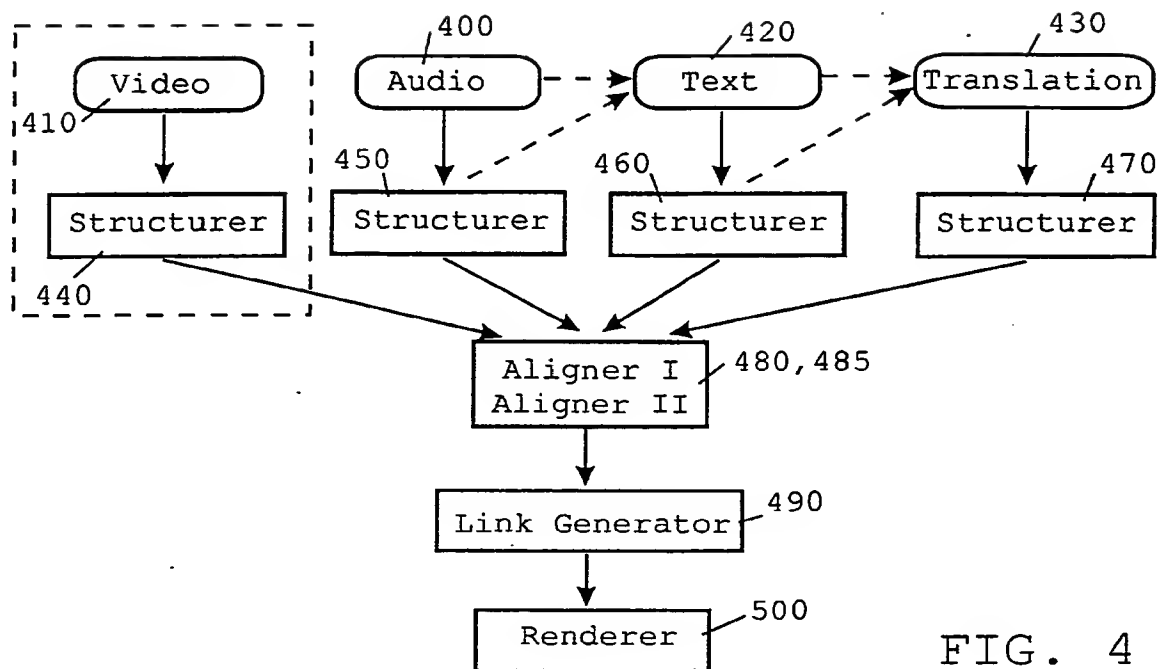 400
420
430
Video
Audio
Text
Translation
410
450
460
470
Structurer
Structurer
Structurer
Structurer
440
Aligner I
Aligner II
480,485
490
Link Generator
500
Renderer
FIG. 4